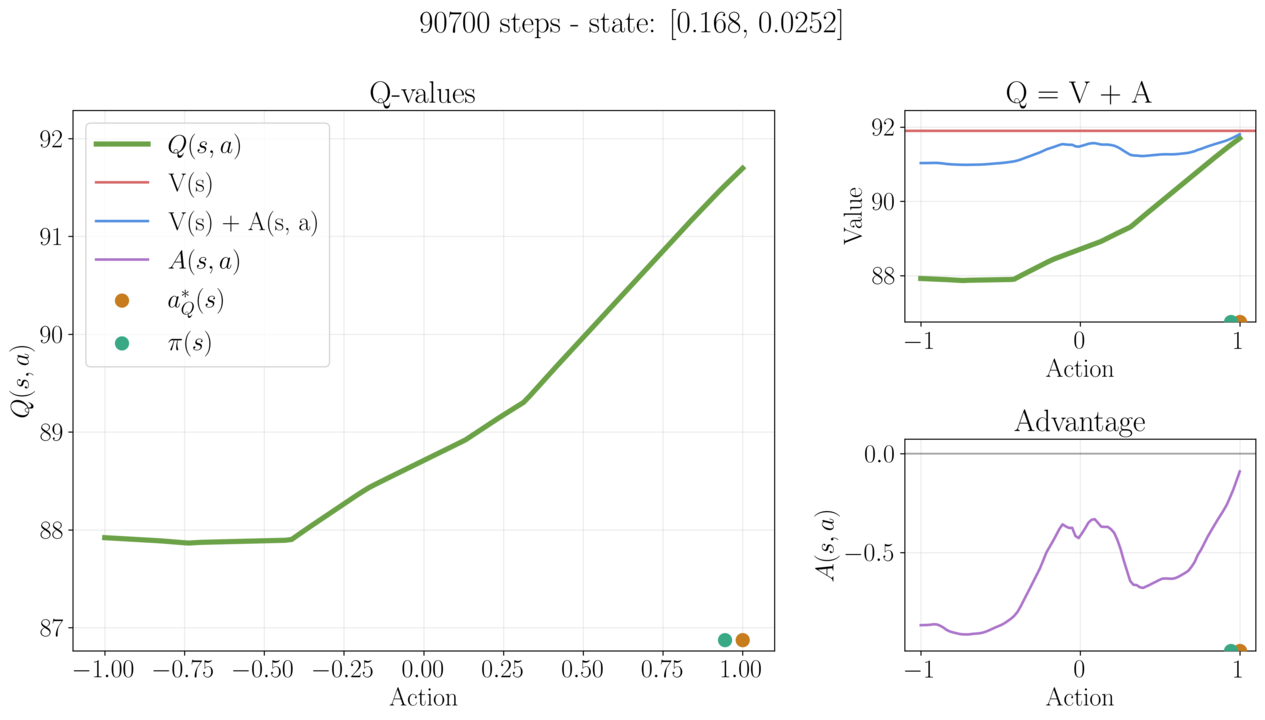 90700 steps - state: [0.168, 0.0252]
Q-values
Q(s, a)
92
91
90
89
88
87
−1.00 −0.75 −0.50 −0.25 0.00 0.25 0.50 0.75 1.00
Action
Q(s, a)
V(s)
V(s) + A(s, a)
A(s, a)
a*_Q(s)
π(s)
Q = V + A
Value
92
90
88
−1 0 1
Action
Advantage
A(s, a)
0.0
−0.5
−1 0 1
Action